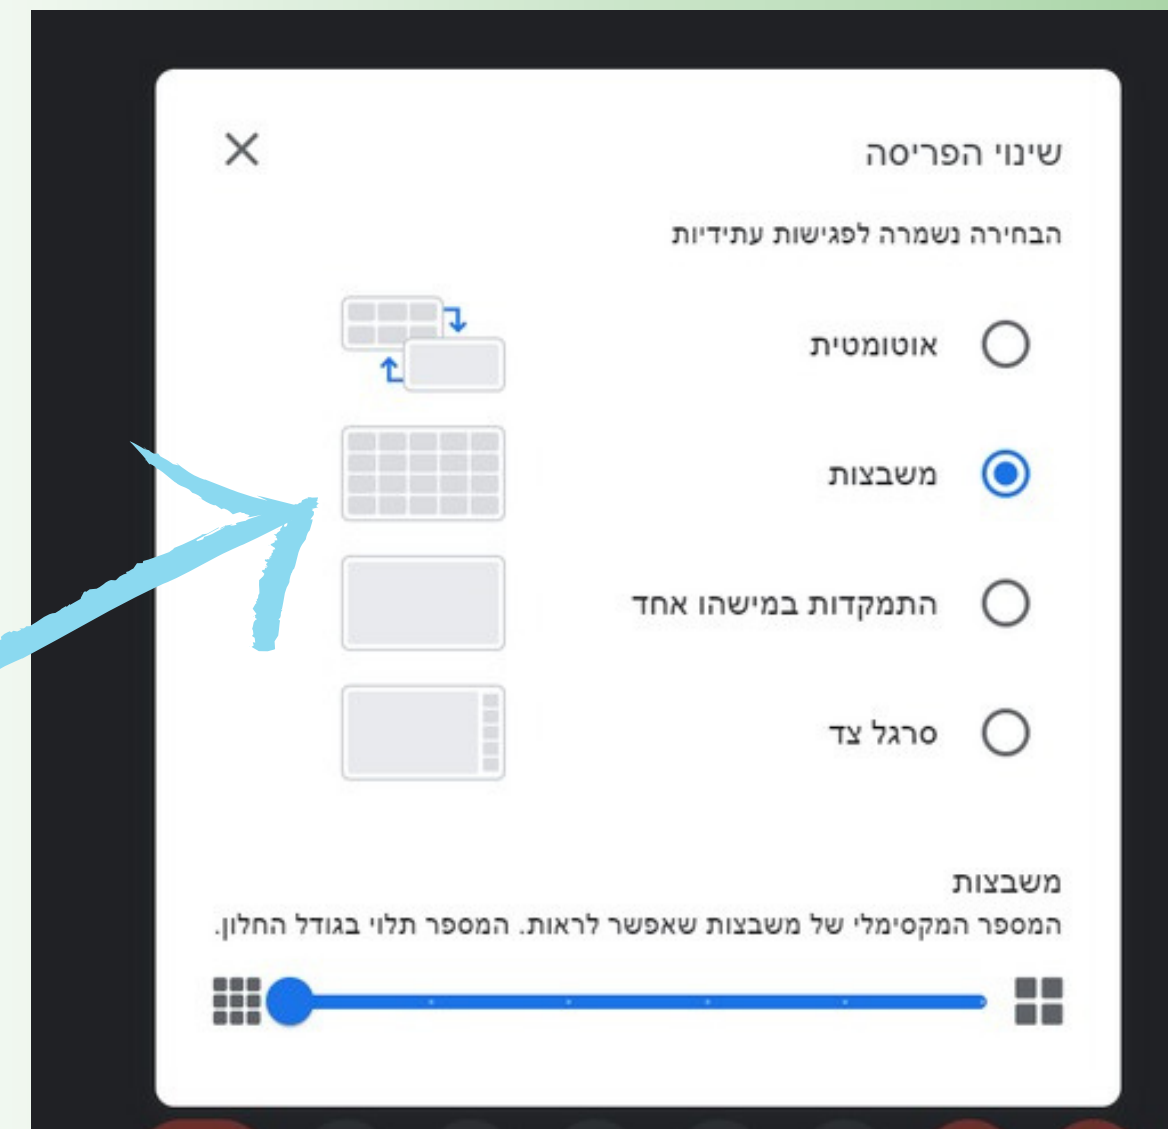 שינוי הפריסה
הבחירה נשמרה לפגישות עתידיות
אוטומטית
משבצות
התמקדות במישהו אחד
סרגל צד
משבצות
המספר המקסימלי של משבצות שאפשר לראות. המספר תלוי בגודל החלון.